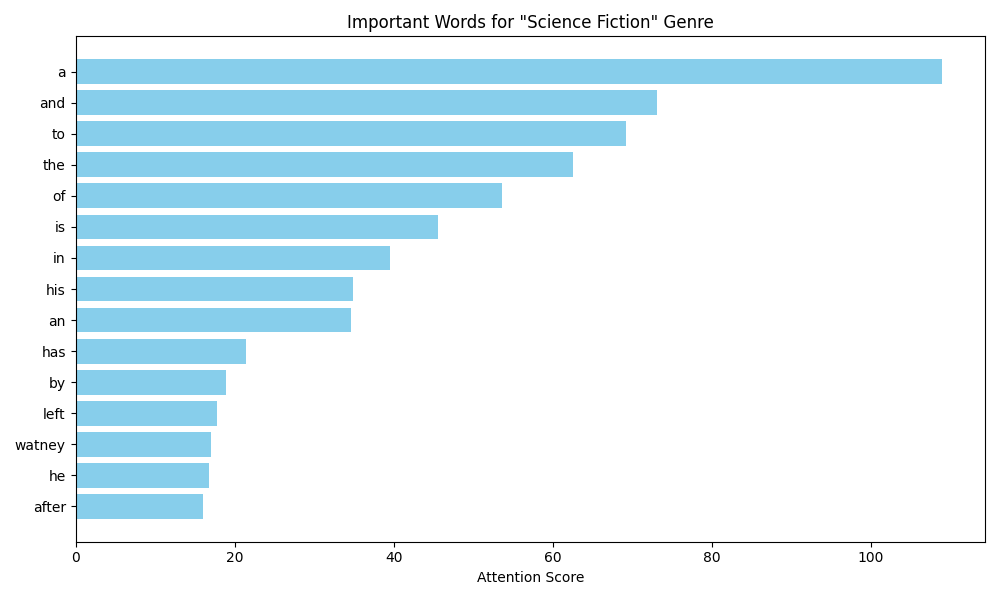 Important Words for "Science Fiction" Genre
a
and
to
the
of
is
in
his
an
has
by
left
watney
he
after
0 20 40 60 80 100
Attention Score